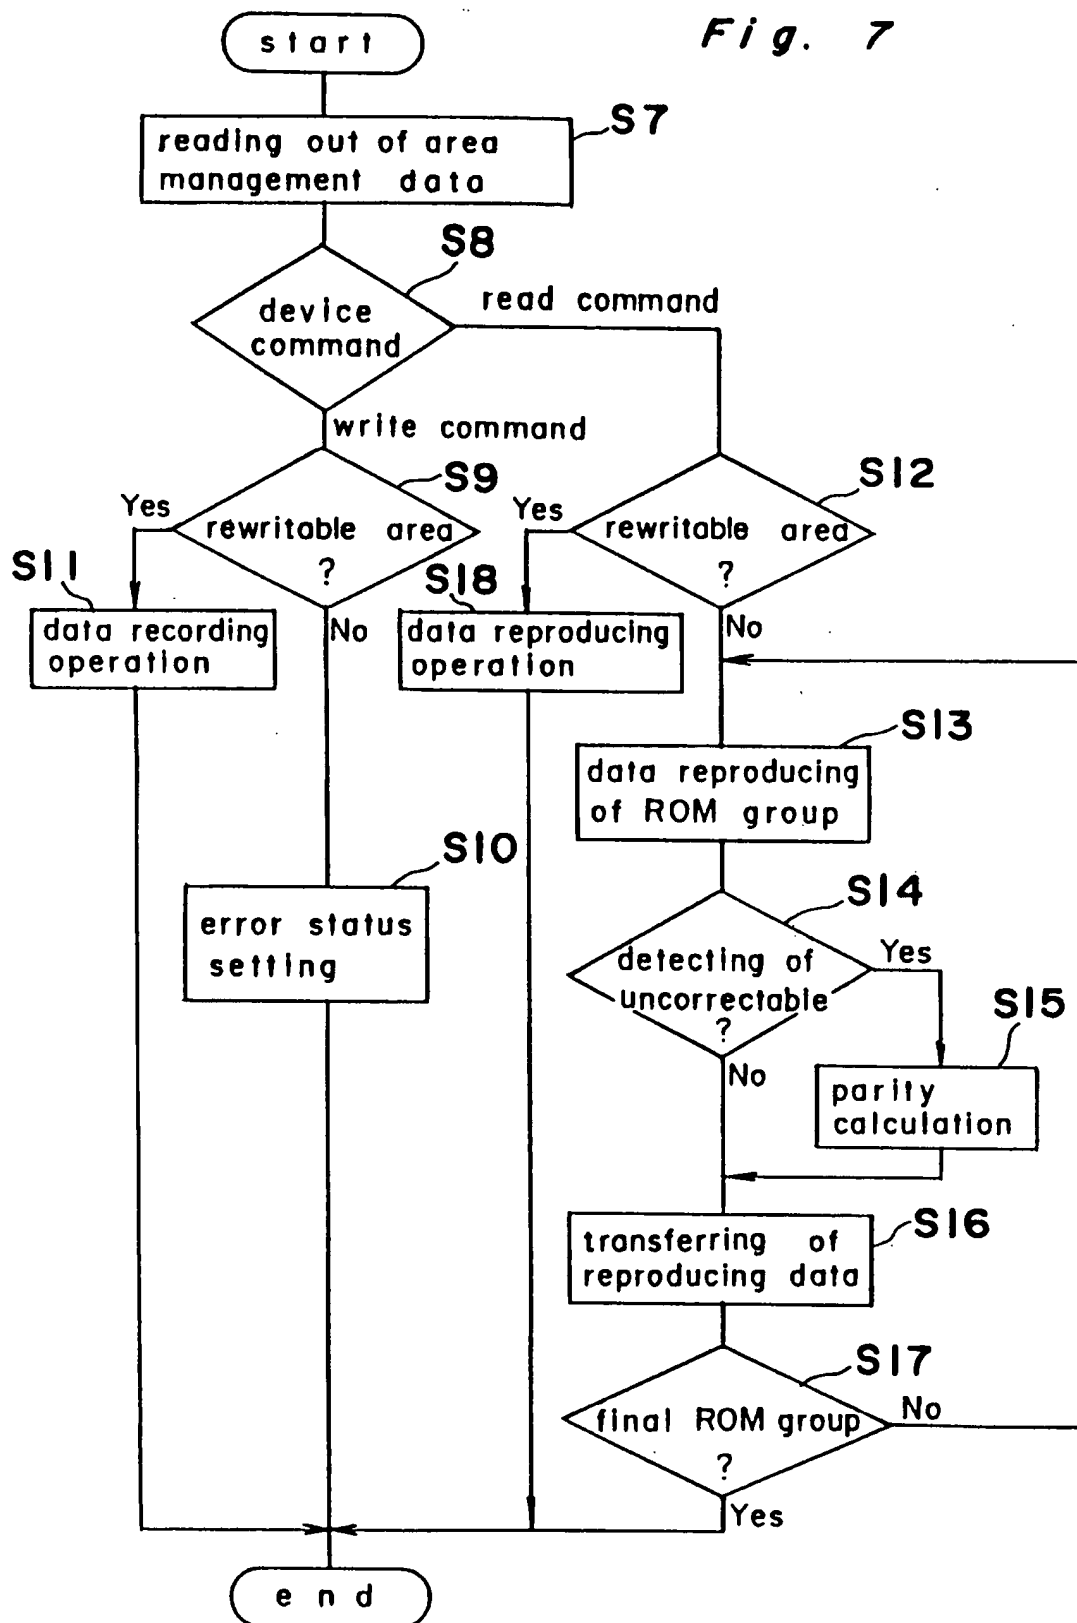 Fig. 7
start
S7
reading out of area
management data
S8
device
command
read command
write command
S9
Yes
rewritable area
?
No
S12
Yes
rewritable area
?
No
S11
data recording
operation
S18
data reproducing
operation
S13
data reproducing
of ROM group
S10
error status
setting
S14
detecting of
uncorrectable
?
Yes
No
S15
parity
calculation
S16
transferring of
reproducing data
S17
final ROM group
?
No
Yes
end